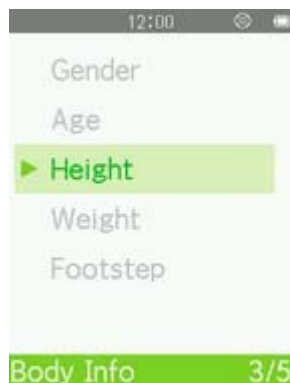 12:00
Gender
Age
Height
Weight
Footstep
Body Info 3/5